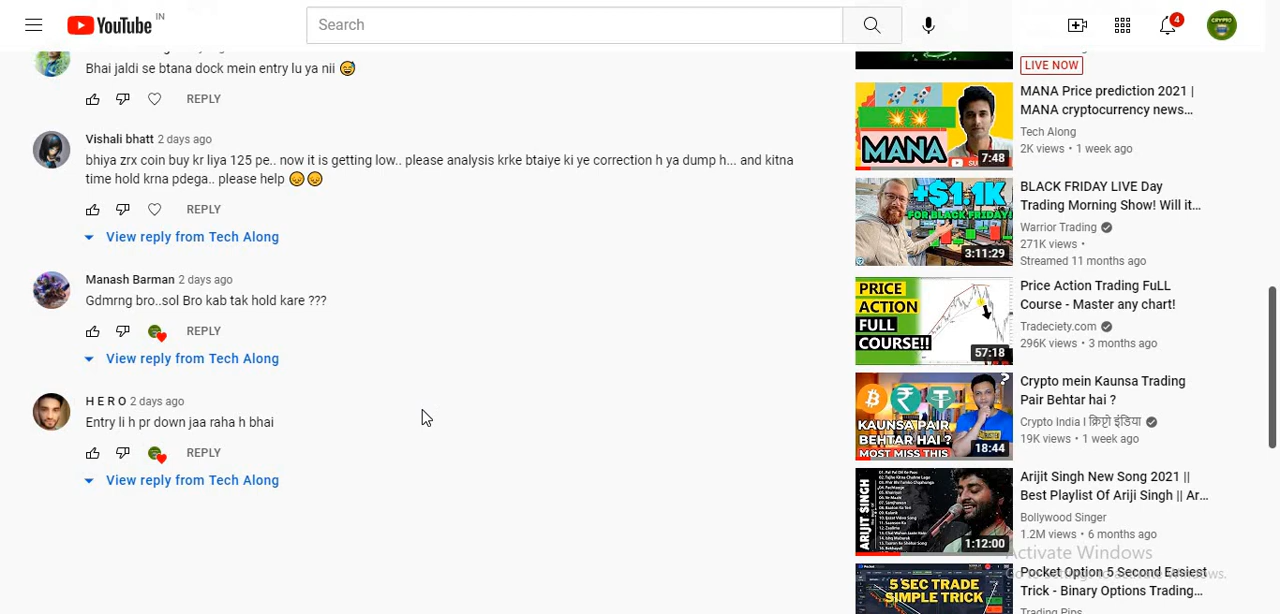 YouTube IN
Search
4
Bhai jaldi se btana dock mein entry lu ya nii
REPLY
Vishali bhatt 2 days ago
bhiya zrx coin buy kr liya 125 pe.. now it is getting low.. please analysis krke btaiye ki ye correction h ya dump h... and kitna
time hold krna pdega.. please help
REPLY
View reply from Tech Along
Manash Barman 2 days ago
Gdmrng bro..sol Bro kab tak hold kare ???
REPLY
View reply from Tech Along
H E R O 2 days ago
Entry li h pr down jaa raha h bhai
REPLY
View reply from Tech Along
LIVE NOW
MANA
7:48
MANA Price prediction 2021 |
MANA cryptocurrency news...
Tech Along
2K views • 1 week ago
+$1.1K
FOR BLACK FRIDAY!
3:11:29
BLACK FRIDAY LIVE Day
Trading Morning Show! Will it...
Warrior Trading
271K views •
Streamed 11 months ago
PRICE
ACTION
FULL
COURSE!!
57:18
Price Action Trading FuLL
Course - Master any chart!
Tradeciety.com
296K views • 3 months ago
?
KAUNSA PAIR
BEHTAR HAI ?
MOST MISS THIS
18:44
Crypto mein Kaunsa Trading
Pair Behtar hai ?
Crypto India l क्रिप्टो इंडिया
19K views • 1 week ago
ARIJIT SINGH
1:12:00
Arijit Singh New Song 2021 ||
Best Playlist Of Ariji Singh || Ar...
Bollywood Singer
1.2M views • 6 months ago
Activate Windows
5 SEC TRADE
SIMPLE TRICK
Pocket Option 5 Second Easiest
Trick - Binary Options Trading...
Trading Pips